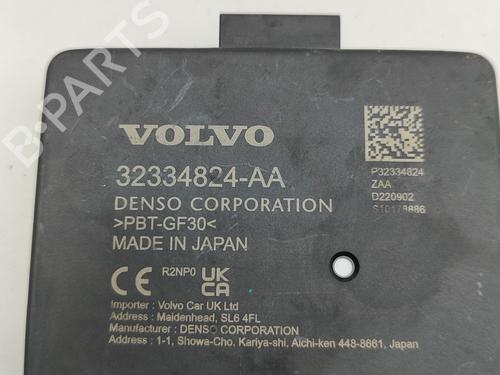 VOLVO
32334824-AA
DENSO CORPORATION
>PBT-GF30<
MADE IN JAPAN
CE R2NP0 UKCA
Importer : Volvo Car UK Ltd
Address : Maidenhead, SL6 4FL
Manufacturer : DENSO CORPORATION
Address : 1-1, Showa-Cho, Kariya-shi, Aichi-ken 448-8661, Japan
P32334824
ZAA
D220902
S10178886
B-PARTS